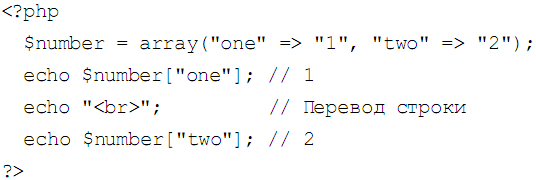 <?php
  $number = array("one" => "1", "two" => "2");
  echo $number["one"]; // 1
  echo "<br>";         // Перевод строки
  echo $number["two"]; // 2
?>